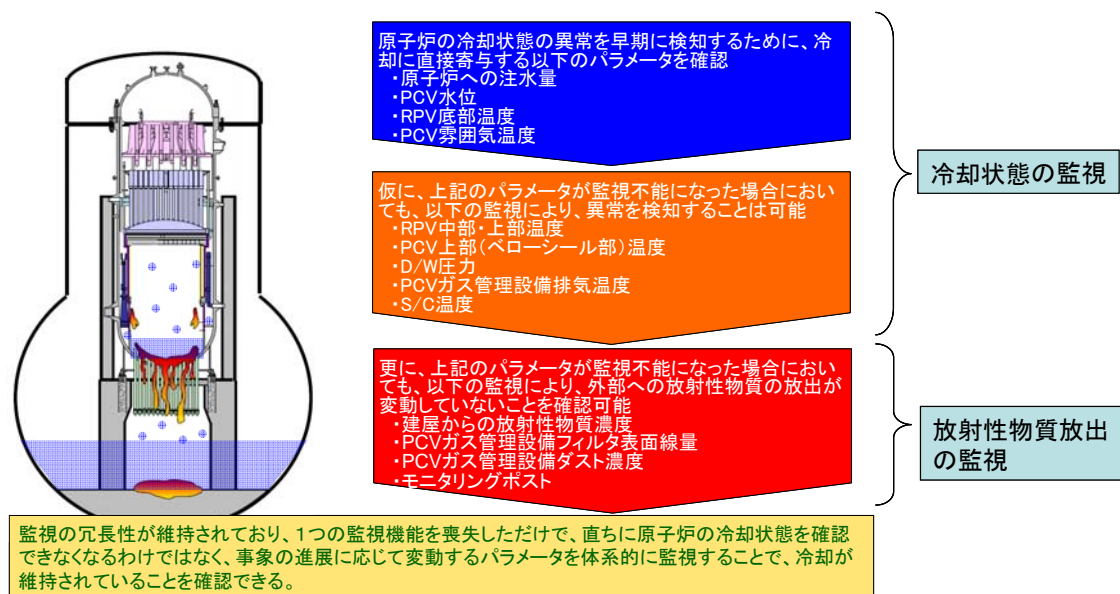 原子炉の冷却状態の異常を早期に検知するために、冷
却に直接寄与する以下のパラメータを確認
・原子炉への注水量
・PCV水位
・RPV底部温度
・PCV雰囲気温度
仮に、上記のパラメータが監視不能になった場合におい
ても、以下の監視により、異常を検知することは可能
・RPV中部・上部温度
・PCV上部（ベローシール部）温度
・D/W圧力
・PCVガス管理設備排気温度
・S/C温度
冷却状態の監視
更に、上記のパラメータが監視不能になった場合におい
ても、以下の監視により、外部への放射性物質の放出が
変動していないことを確認可能
・建屋からの放射性物質濃度
・PCVガス管理設備フィルタ表面線量
・PCVガス管理設備ダスト濃度
・モニタリングポスト
放射性物質放出
の監視
監視の冗長性が維持されており、１つの監視機能を喪失しただけで、直ちに原子炉の冷却状態を確認
できなくなるわけではなく、事象の進展に応じて変動するパラメータを体系的に監視することで、冷却が
維持されていることを確認できる。